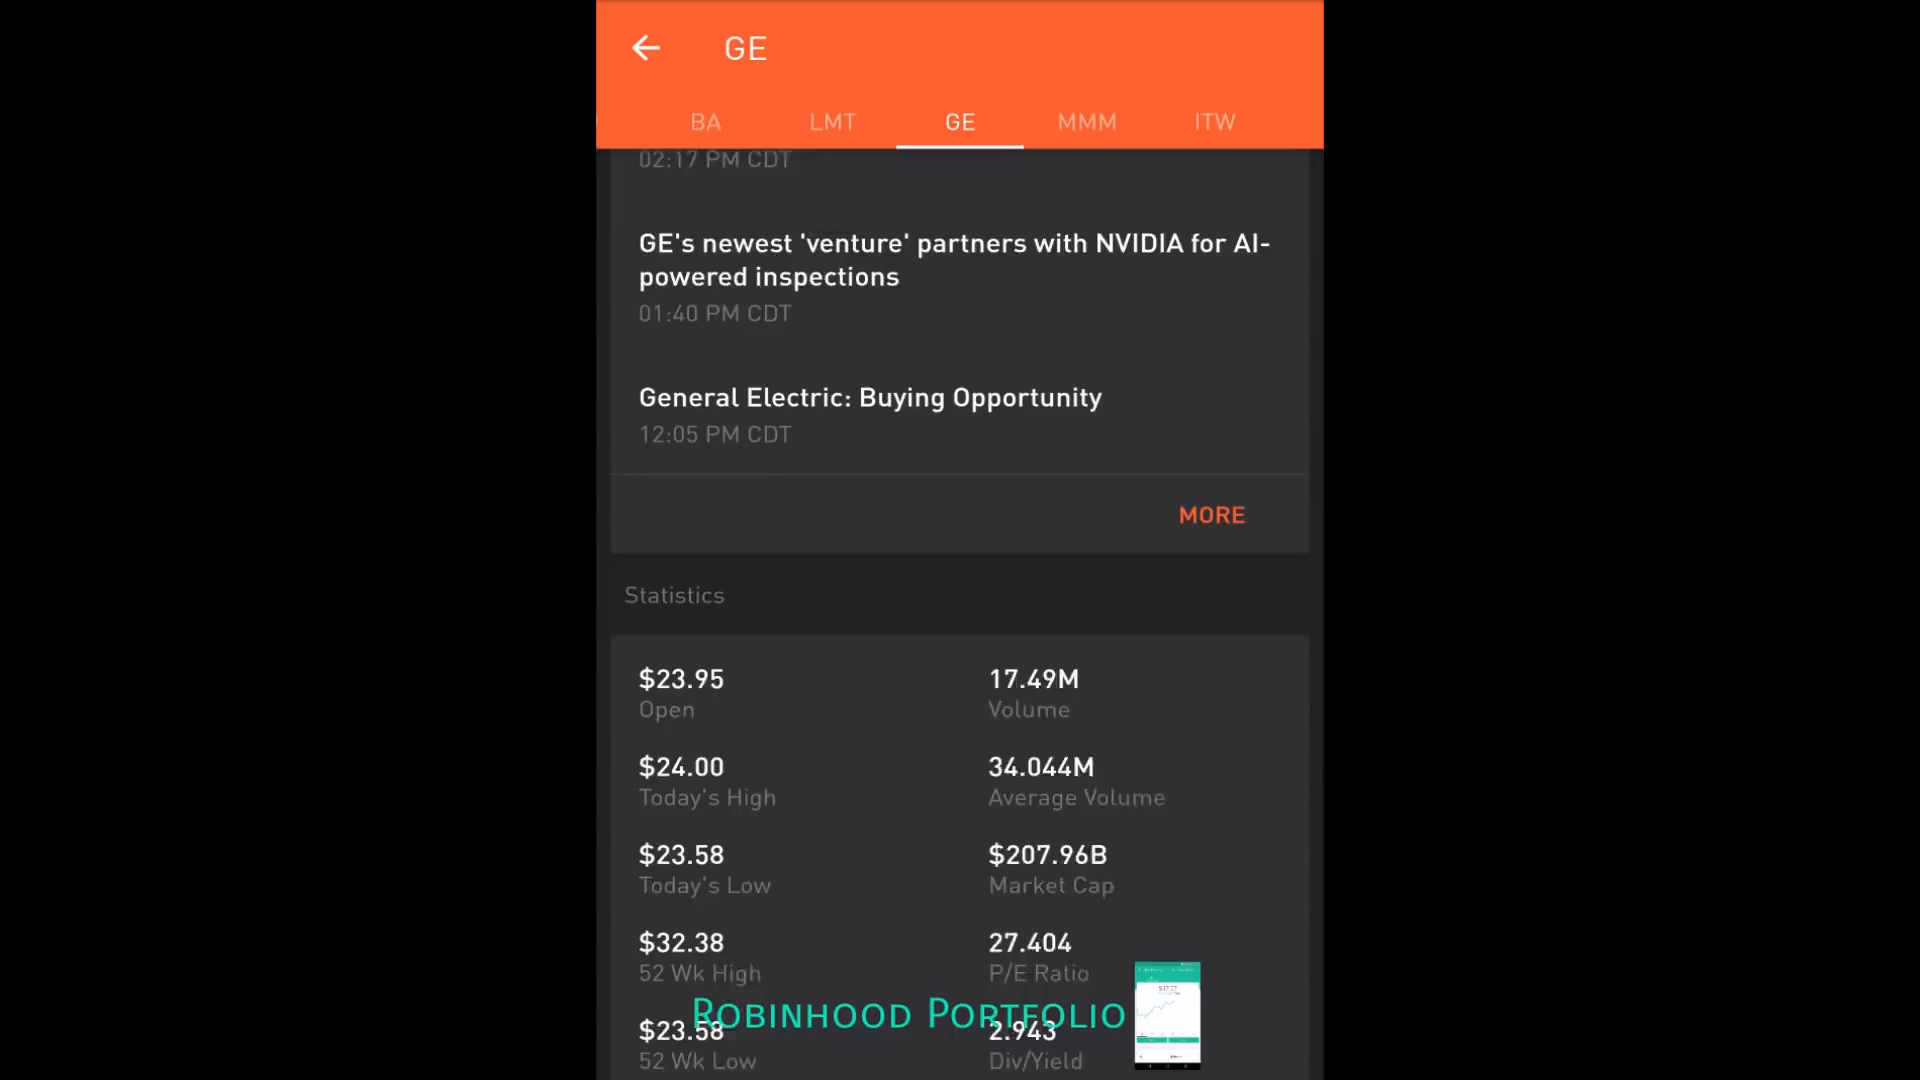 GE
BA LMT GE MMM ITW
02:17 PM CDT
GE's newest 'venture' partners with NVIDIA for AI-
powered inspections
01:40 PM CDT
General Electric: Buying Opportunity
12:05 PM CDT
MORE
Statistics
$23.95 17.49M
Open Volume
$24.00 34.044M
Today's High Average Volume
$23.58 $207.96B
Today's Low Market Cap
$32.38 27.404
52 Wk High P/E Ratio
Robinhood Portfolio
$23.58 2.943
52 Wk Low Div/Yield